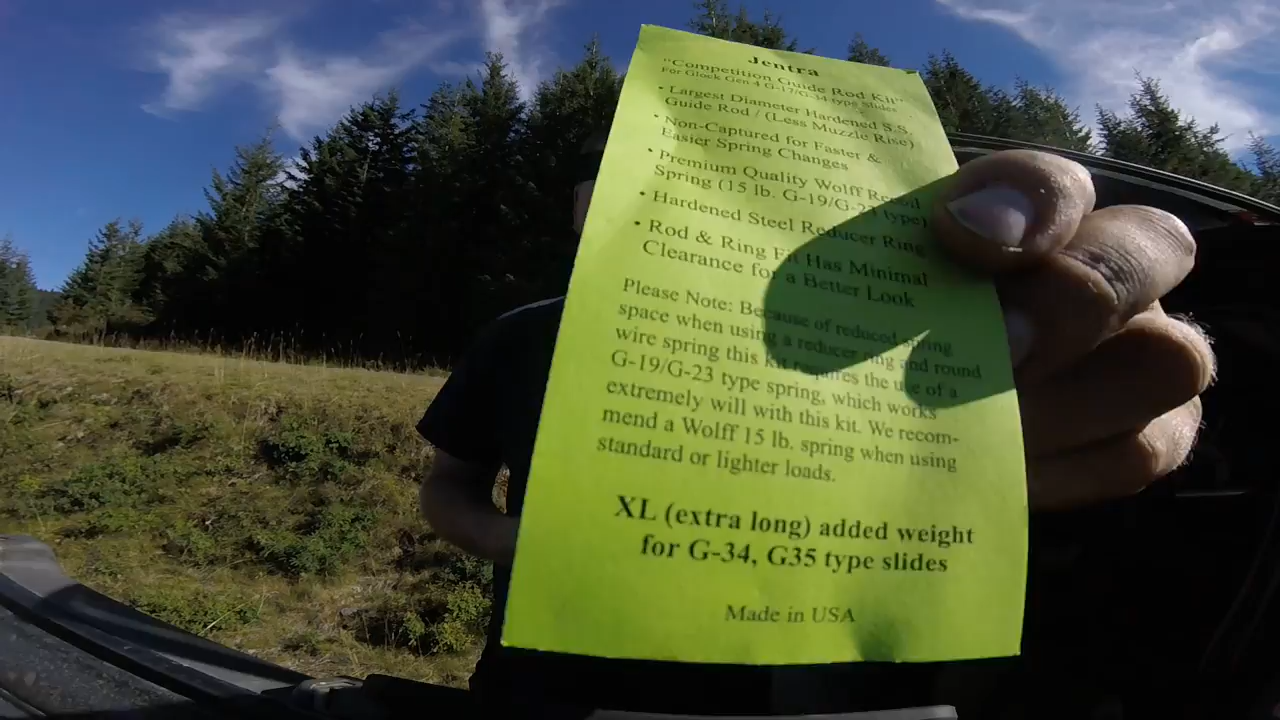 Jentra
"Competition Guide Rod Kit"
For Glock Gen 4 G-17/G-34 type Slides
• Largest Diameter Hardened S.S.
Guide Rod / (Less Muzzle Rise)
• Non-Captured for Faster &
Easier Spring Changes
• Premium Quality Wolff Recoil
Spring (15 lb. G-19/G-23 type)
• Hardened Steel Reducer Ring
• Rod & Ring Fit Has Minimal
Clearance for a Better Look
Please Note: Because of reduced spring
space when using a reducer ring and round
wire spring this kit requires the use of a
G-19/G-23 type spring, which works
extremely will with this kit. We recom-
mend a Wolff 15 lb. spring when using
standard or lighter loads.
XL (extra long) added weight
for G-34, G35 type slides
Made in USA